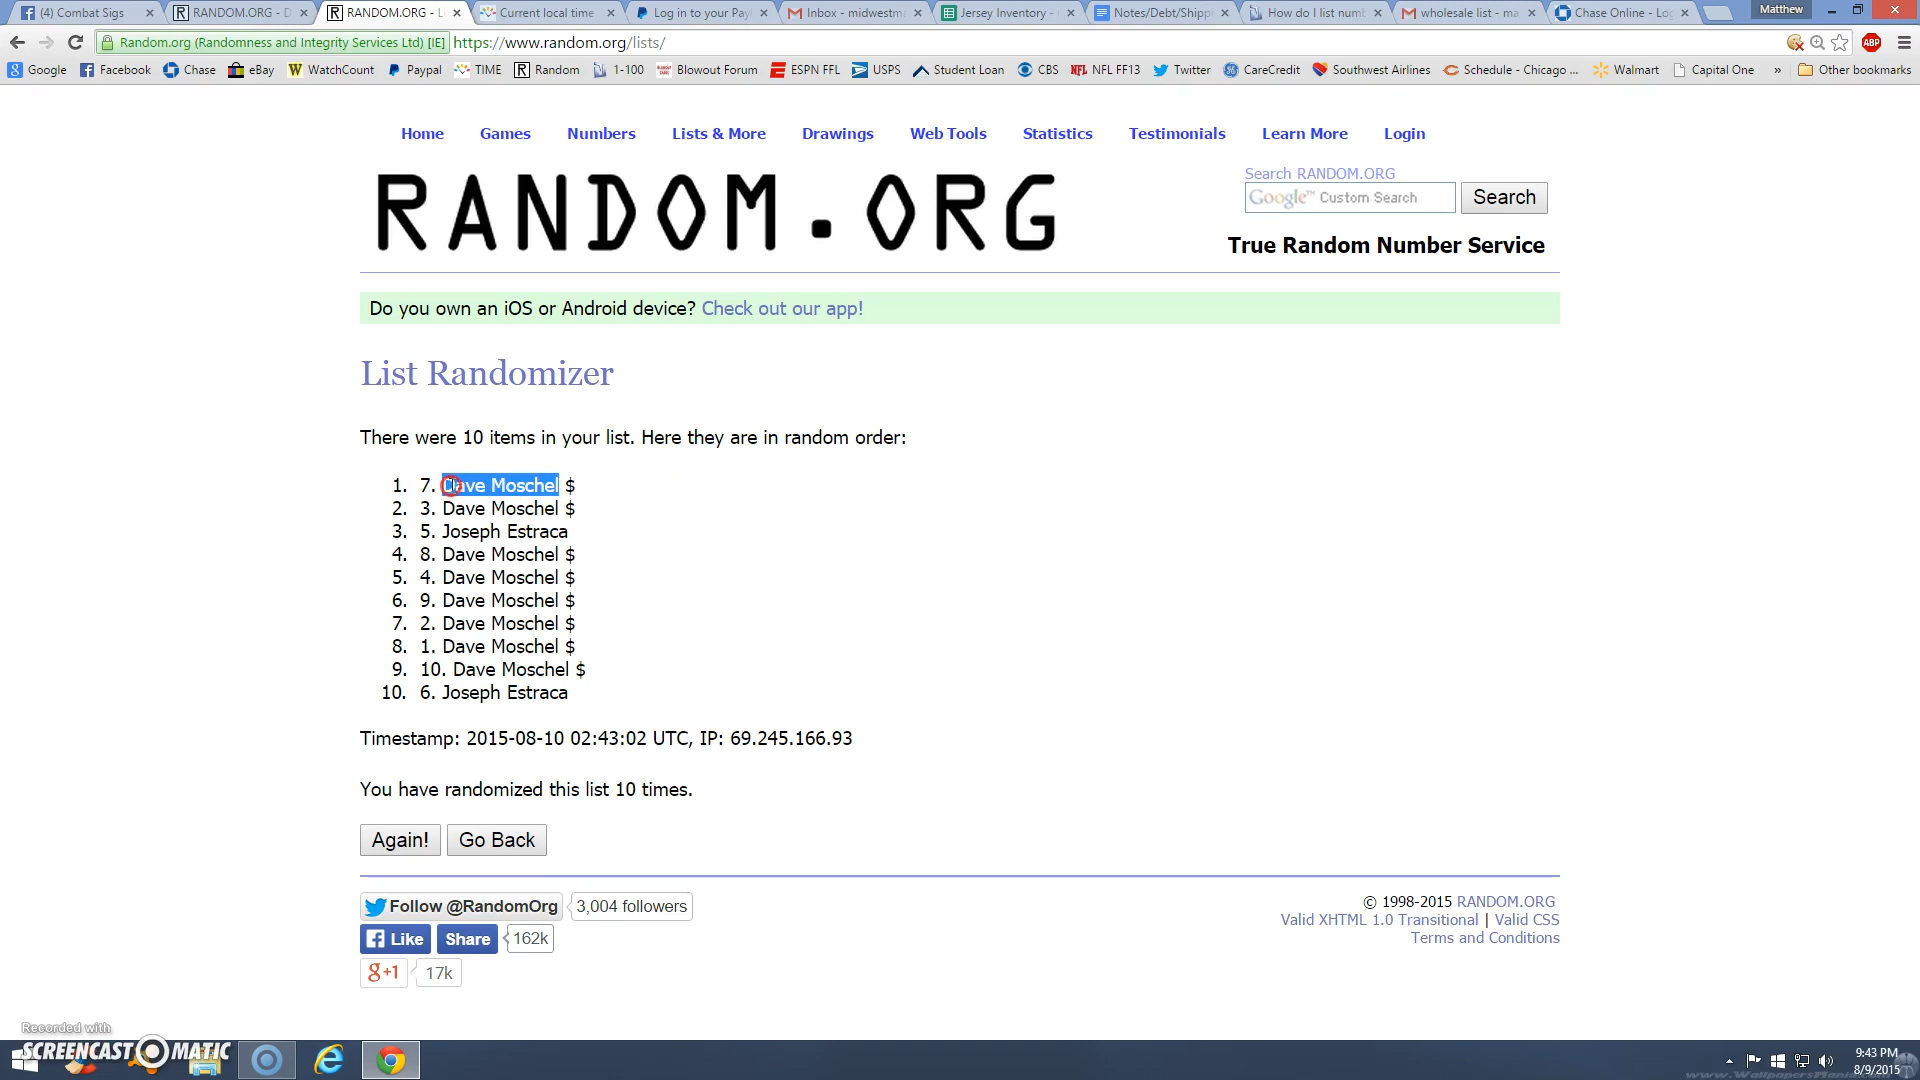 (4) Combat Sigs
RANDOM.ORG - D
RANDOM.ORG - Li
Current local time
Log in to your Pay
Inbox - midwestma
Jersey Inventory -
Notes/Debt/Shippi
How do I list numb
wholesale list - ma
Chase Online - Log
Matthew
Random.org (Randomness and Integrity Services Ltd) [IE]
https://www.random.org/lists/
ABP
Google
Facebook
Chase
eBay
WatchCount
Paypal
TIME
Random
1-100
Blowout Forum
ESPN FFL
USPS
Student Loan
CBS
NFL FF13
Twitter
CareCredit
Southwest Airlines
Schedule - Chicago ...
Walmart
Capital One
»
Other bookmarks
Home
Games
Numbers
Lists & More
Drawings
Web Tools
Statistics
Testimonials
Learn More
Login
RANDOM.ORG
Search RANDOM.ORG
Google™ Custom Search
Search
True Random Number Service
Do you own an iOS or Android device? Check out our app!
List Randomizer
There were 10 items in your list. Here they are in random order:
1. 7. Dave Moschel $
2. 3. Dave Moschel $
3. 5. Joseph Estraca
4. 8. Dave Moschel $
5. 4. Dave Moschel $
6. 9. Dave Moschel $
7. 2. Dave Moschel $
8. 1. Dave Moschel $
9. 10. Dave Moschel $
10. 6. Joseph Estraca
Timestamp: 2015-08-10 02:43:02 UTC, IP: 69.245.166.93
You have randomized this list 10 times.
Again!
Go Back
Follow @RandomOrg
3,004 followers
Like
Share
162k
g+1
17k
© 1998-2015 RANDOM.ORG
Valid XHTML 1.0 Transitional | Valid CSS
Terms and Conditions
Recorded with
SCREENCAST-O-MATIC
9:43 PM
8/9/2015